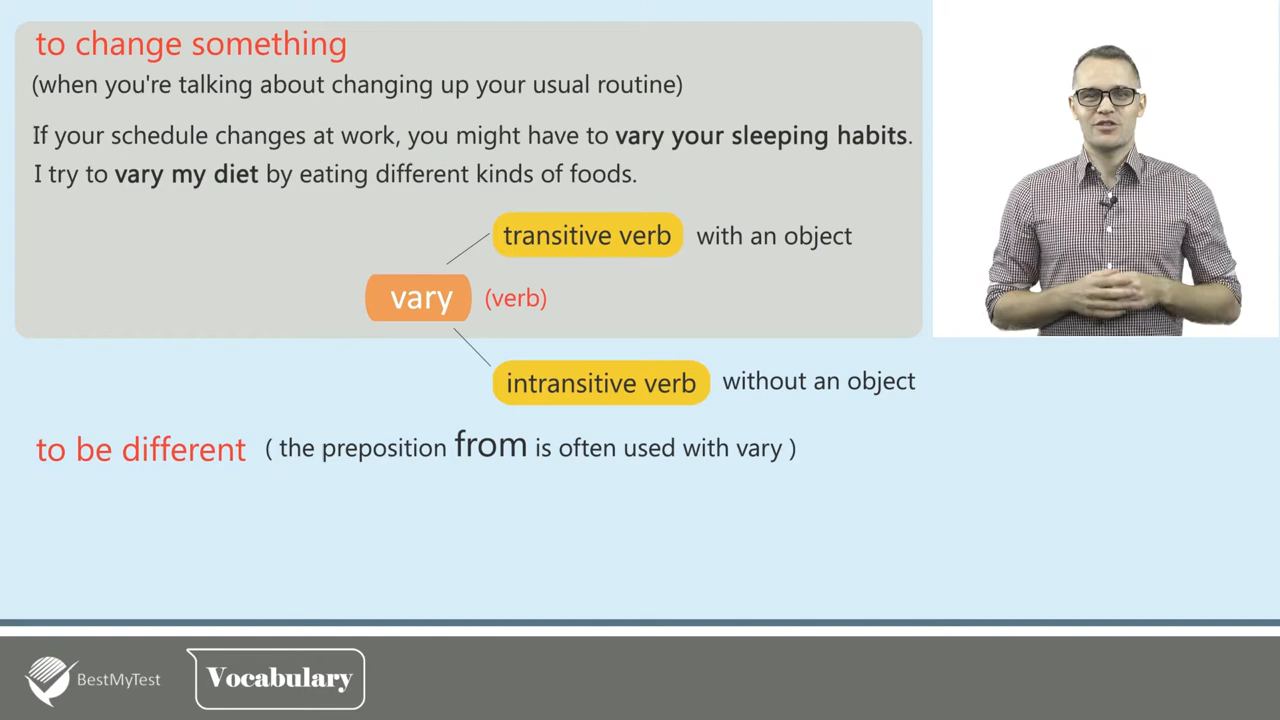 to change something
(when you're talking about changing up your usual routine)
If your schedule changes at work, you might have to vary your sleeping habits.
I try to vary my diet by eating different kinds of foods.
transitive verb with an object
vary (verb)
intransitive verb without an object
to be different ( the preposition from is often used with vary )
BestMyTest Vocabulary